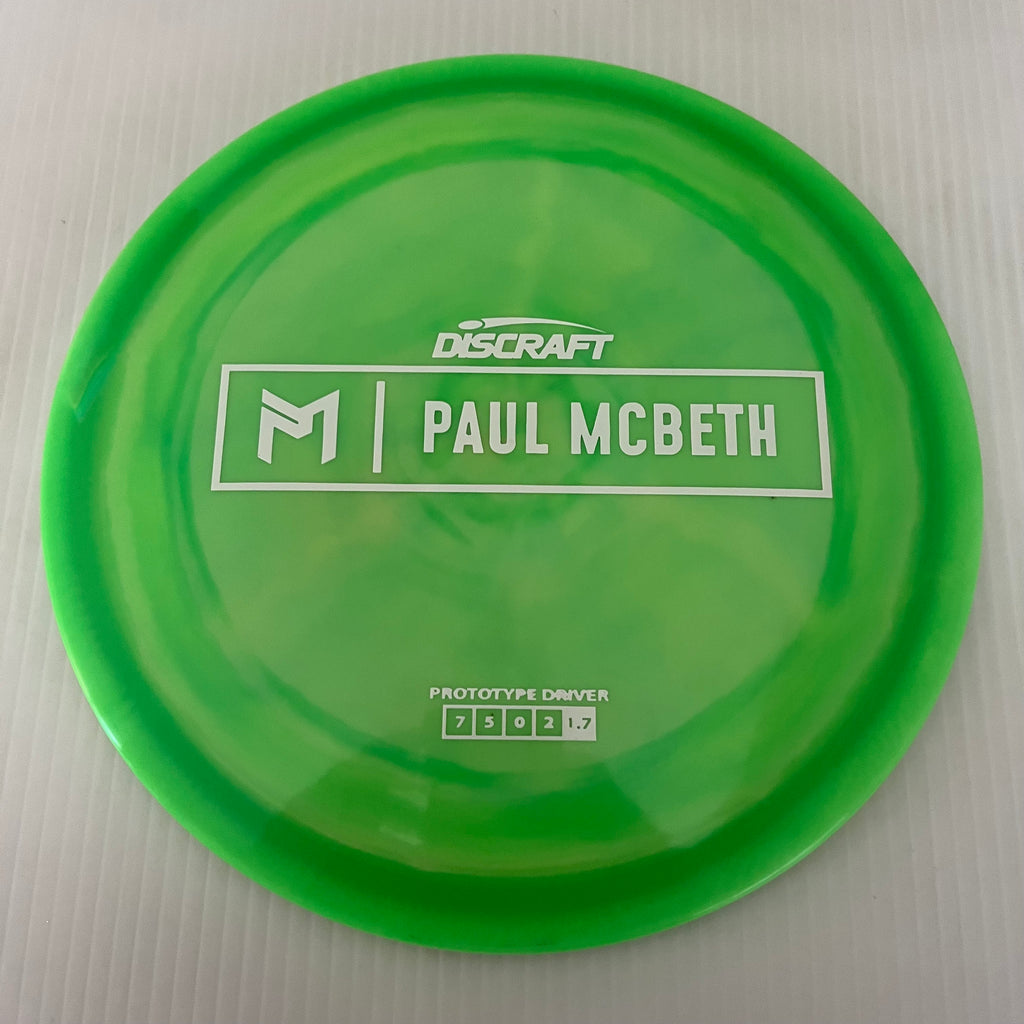 DISCRAFT
M | PAUL MCBETH
PROTOTYPE DRIVER
7 5 0 2 1.7